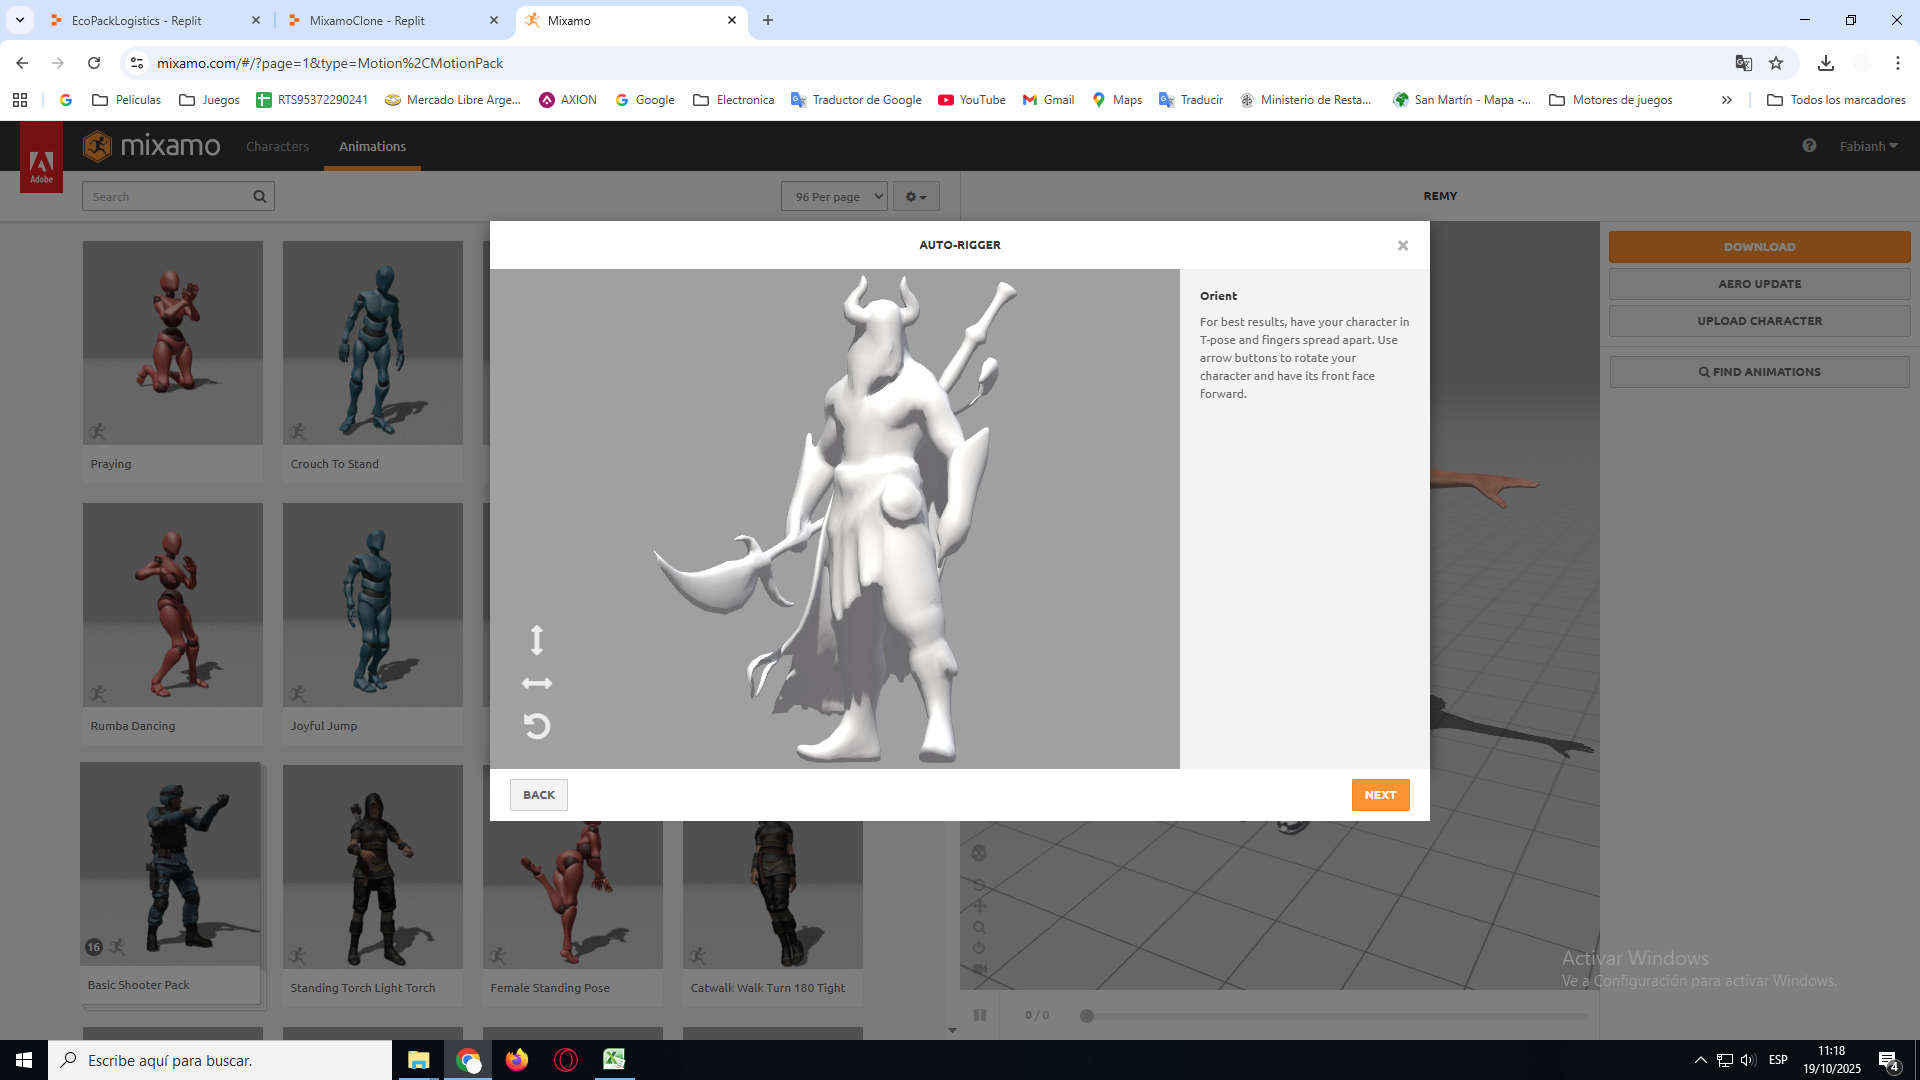 EcoPackLogistics - Replit
MixamoClone - Replit
Mixamo
mixamo.com/#/?page=1&type=Motion%2CMotionPack
Peliculas
Juegos
RTS95372290241
Mercado Libre Arge...
AXION
Google
Electronica
Traductor de Google
YouTube
Gmail
Maps
Traducir
Ministerio de Resta...
San Martín - Mapa -...
Motores de juegos
Todos los marcadores
Adobe
mixamo
Characters
Animations
Fabianh
Search
96 Per page
REMY
AUTO-RIGGER
DOWNLOAD
AERO UPDATE
UPLOAD CHARACTER
FIND ANIMATIONS
Orient
For best results, have your character in
T-pose and fingers spread apart. Use
arrow buttons to rotate your
character and have its front face
forward.
Praying
Crouch To Stand
Rumba Dancing
Joyful Jump
BACK
NEXT
16
Basic Shooter Pack
Standing Torch Light Torch
Female Standing Pose
Catwalk Walk Turn 180 Tight
Activar Windows
Ve a Configuración para activar Windows.
0 / 0
Escribe aquí para buscar.
ESP
11:18
19/10/2025
4